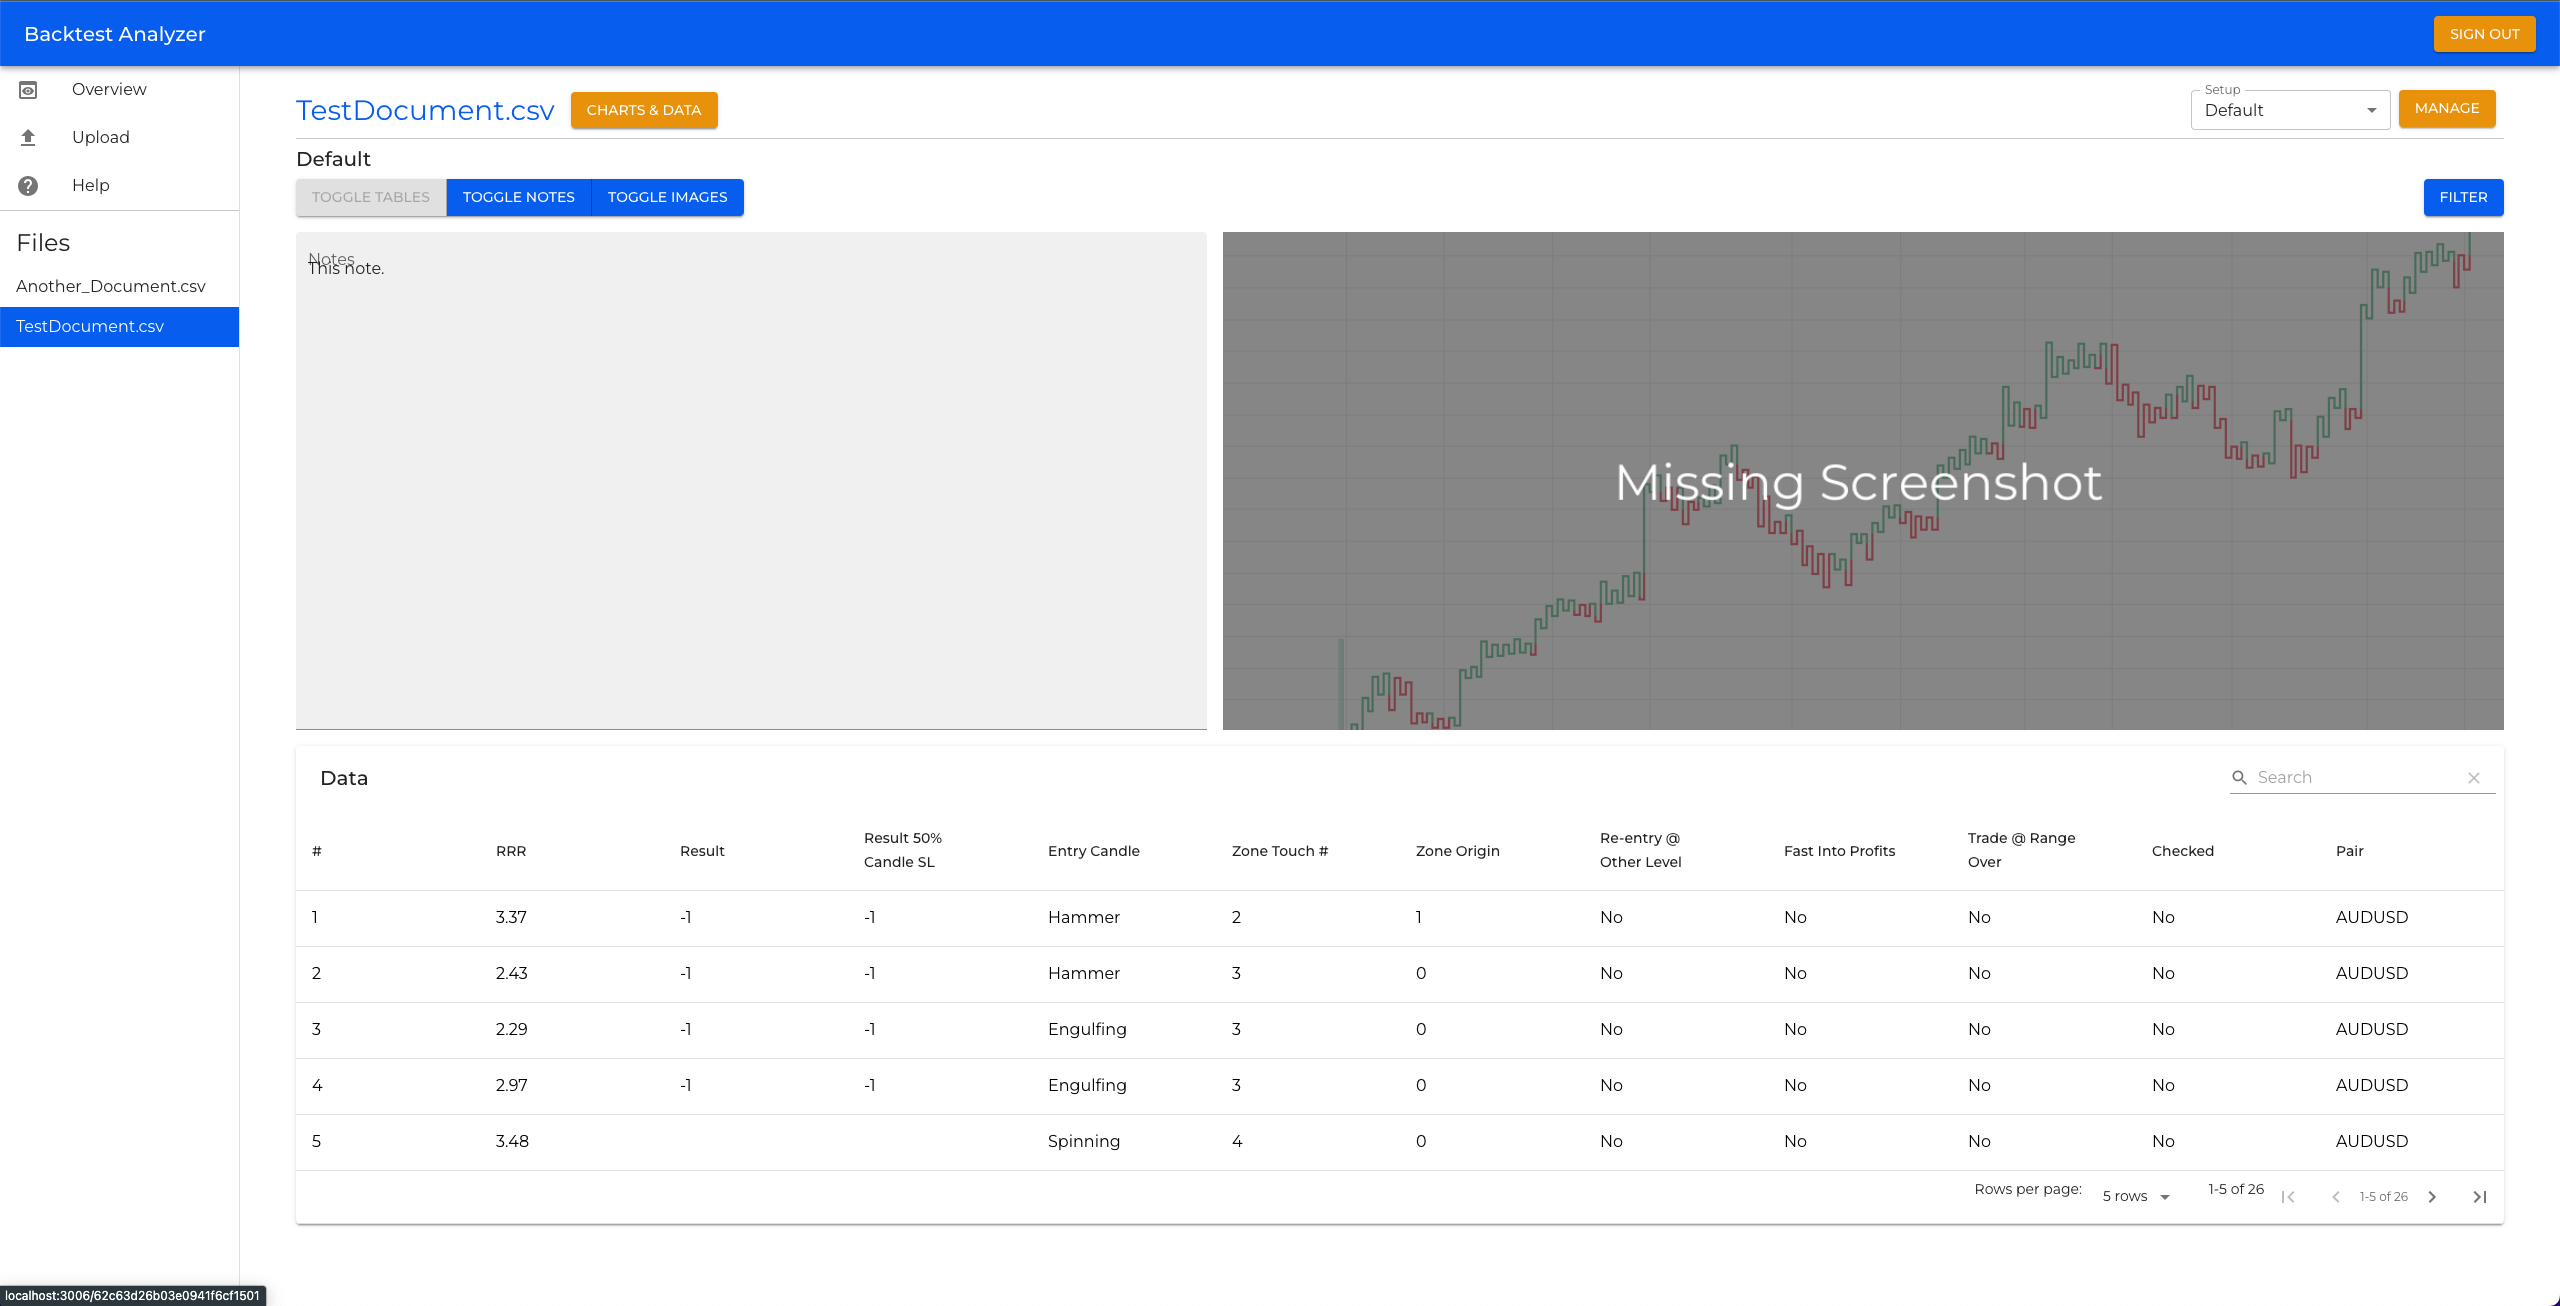 Backtest Analyzer
SIGN OUT
Overview
Upload
Help
Files
Another_Document.csv
TestDocument.csv
TestDocument.csv
CHARTS & DATA
Setup
Default
MANAGE
Default
TOGGLE TABLES
TOGGLE NOTES
TOGGLE IMAGES
FILTER
Notes
This note.
Missing Screenshot
Data
Search
# RRR Result Result 50% Candle SL Entry Candle Zone Touch # Zone Origin Re-entry @ Other Level Fast Into Profits Trade @ Range Over Checked Pair
1 3.37 -1 -1 Hammer 2 1 No No No No AUDUSD
2 2.43 -1 -1 Hammer 3 0 No No No No AUDUSD
3 2.29 -1 -1 Engulfing 3 0 No No No No AUDUSD
4 2.97 -1 -1 Engulfing 3 0 No No No No AUDUSD
5 3.48 Spinning 4 0 No No No No AUDUSD
Rows per page: 5 rows 1-5 of 26 1-5 of 26
localhost:3006/62c63d26b03e0941f6cf1501